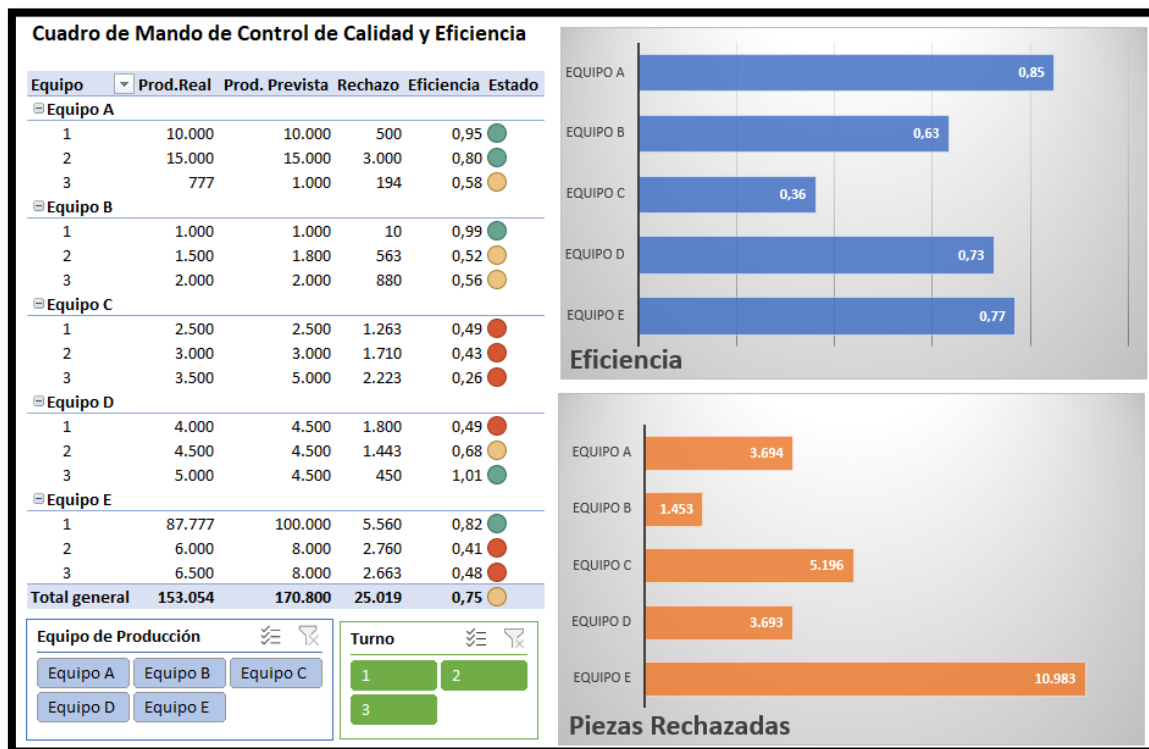 Cuadro de Mando de Control de Calidad y Eficiencia
Equipo Prod.Real Prod. Prevista Rechazo Eficiencia Estado
Equipo A
1 10.000 10.000 500 0,95
2 15.000 15.000 3.000 0,80
3 777 1.000 194 0,58
Equipo B
1 1.000 1.000 10 0,99
2 1.500 1.800 563 0,52
3 2.000 2.000 880 0,56
Equipo C
1 2.500 2.500 1.263 0,49
2 3.000 3.000 1.710 0,43
3 3.500 5.000 2.223 0,26
Equipo D
1 4.000 4.500 1.800 0,49
2 4.500 4.500 1.443 0,68
3 5.000 4.500 450 1,01
Equipo E
1 87.777 100.000 5.560 0,82
2 6.000 8.000 2.760 0,41
3 6.500 8.000 2.663 0,48
Total general 153.054 170.800 25.019 0,75
Equipo de Producción
Equipo A Equipo B Equipo C
Equipo D Equipo E
Turno
1 2
3
EQUIPO A 0,85
EQUIPO B 0,63
EQUIPO C 0,36
EQUIPO D 0,73
EQUIPO E 0,77
Eficiencia
EQUIPO A 3.694
EQUIPO B 1.453
EQUIPO C 5.196
EQUIPO D 3.693
EQUIPO E 10.983
Piezas Rechazadas